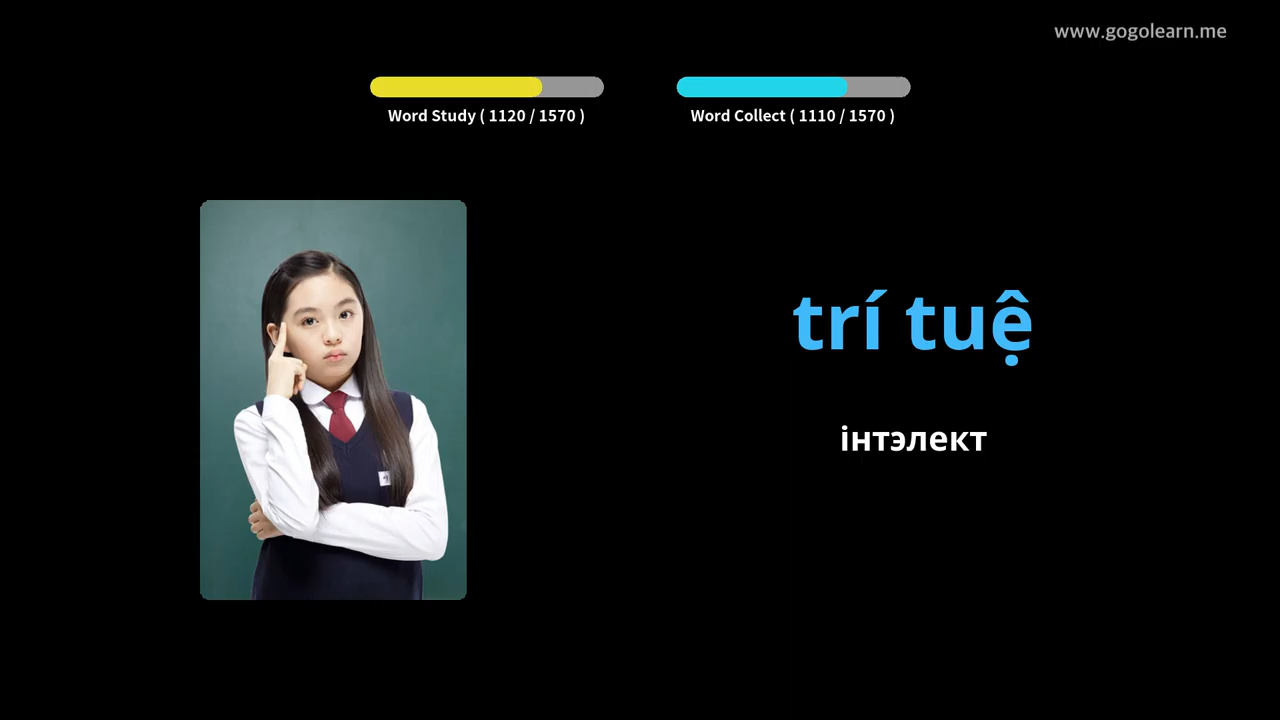 www.gogolearn.me
Word Study ( 1120 / 1570 )
Word Collect ( 1110 / 1570 )
trí tuệ
інтэлект